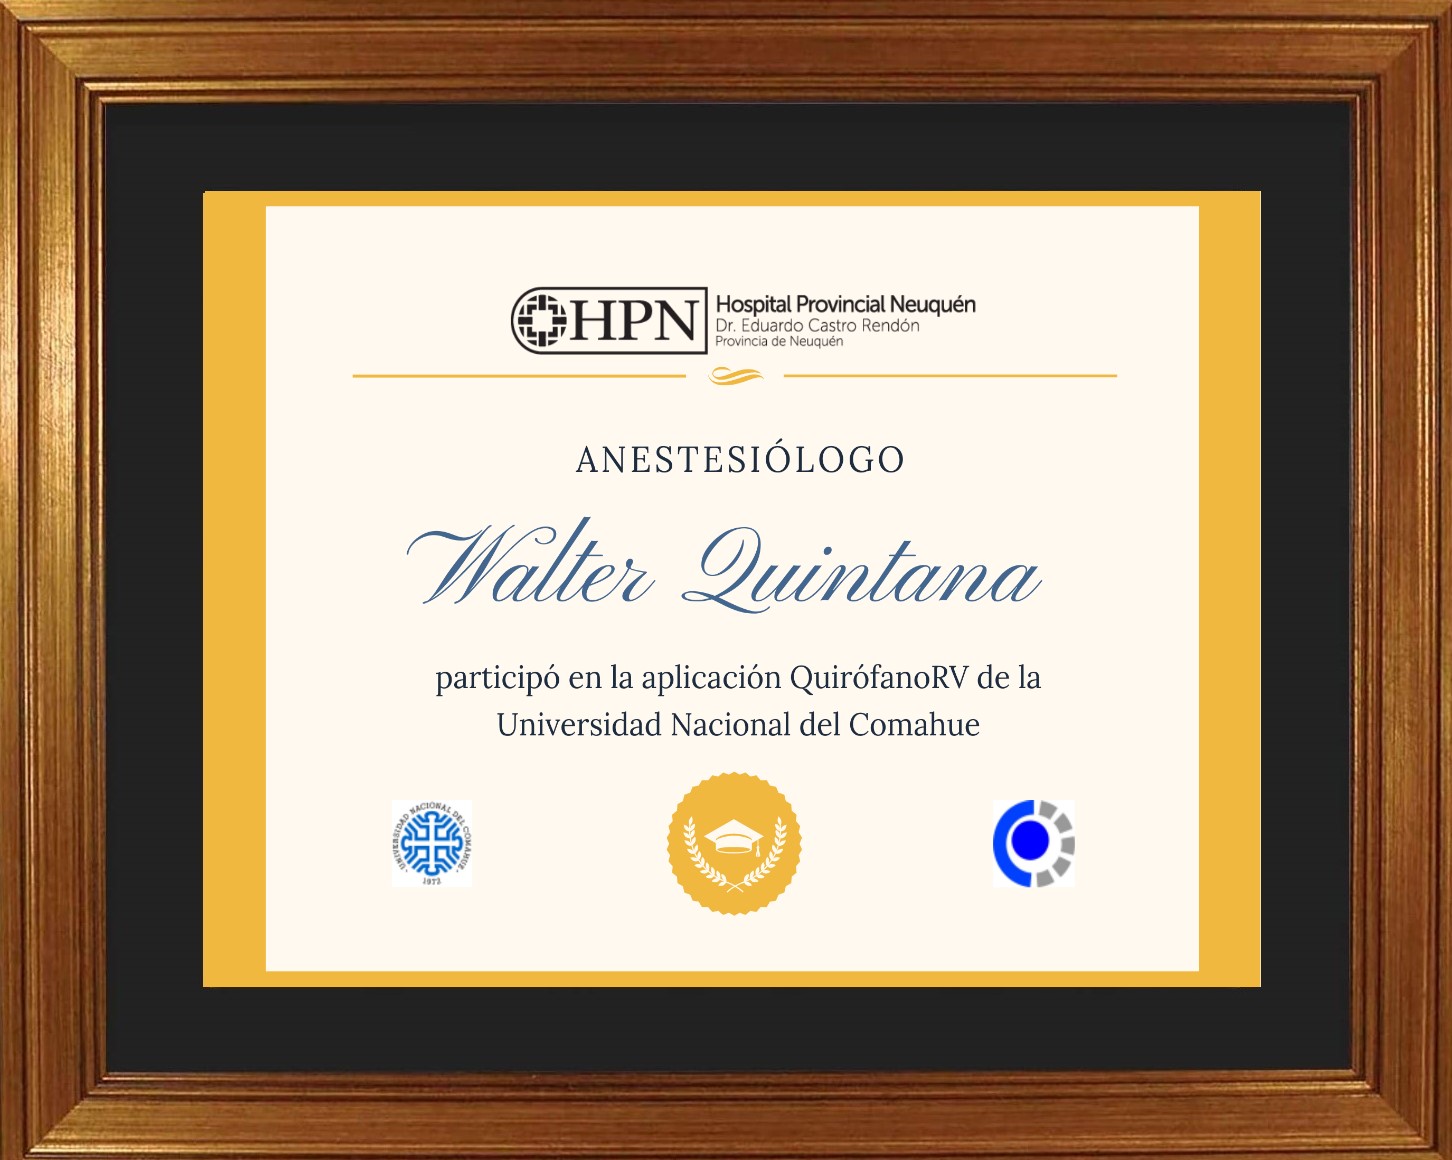 HPN
Hospital Provincial Neuquén
Dr. Eduardo Castro Rendón
Provincia de Neuquén
ANESTESIÓLOGO
Walter Quintana
participó en la aplicación QuirófanoRV de la
Universidad Nacional del Comahue
UNIVERSIDAD NACIONAL DEL COMAHUE
1972